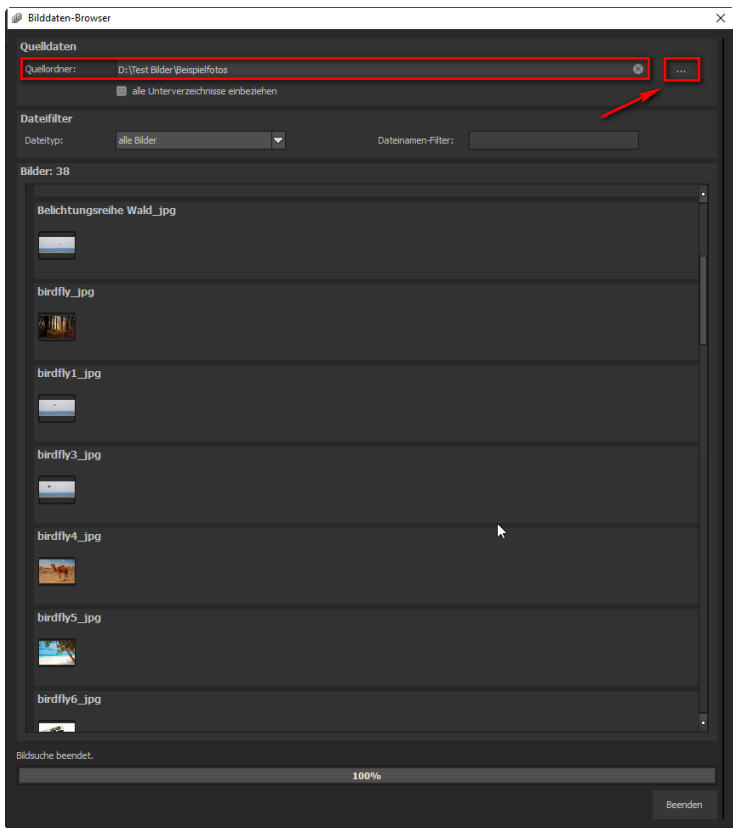 Bilddaten-Browser
Quelldaten
Quellordner: D:\Test Bilder\Beispielfotos ...
alle Unterverzeichnisse einbeziehen
Dateifilter
Dateityp: alle Bilder Dateinamen-Filter:
Bilder: 38
Belichtungsreihe Wald_jpg
birdfly_jpg
birdfly1_jpg
birdfly3_jpg
birdfly4_jpg
birdfly5_jpg
birdfly6_jpg
Bildsuche beendet.
100%
Beenden